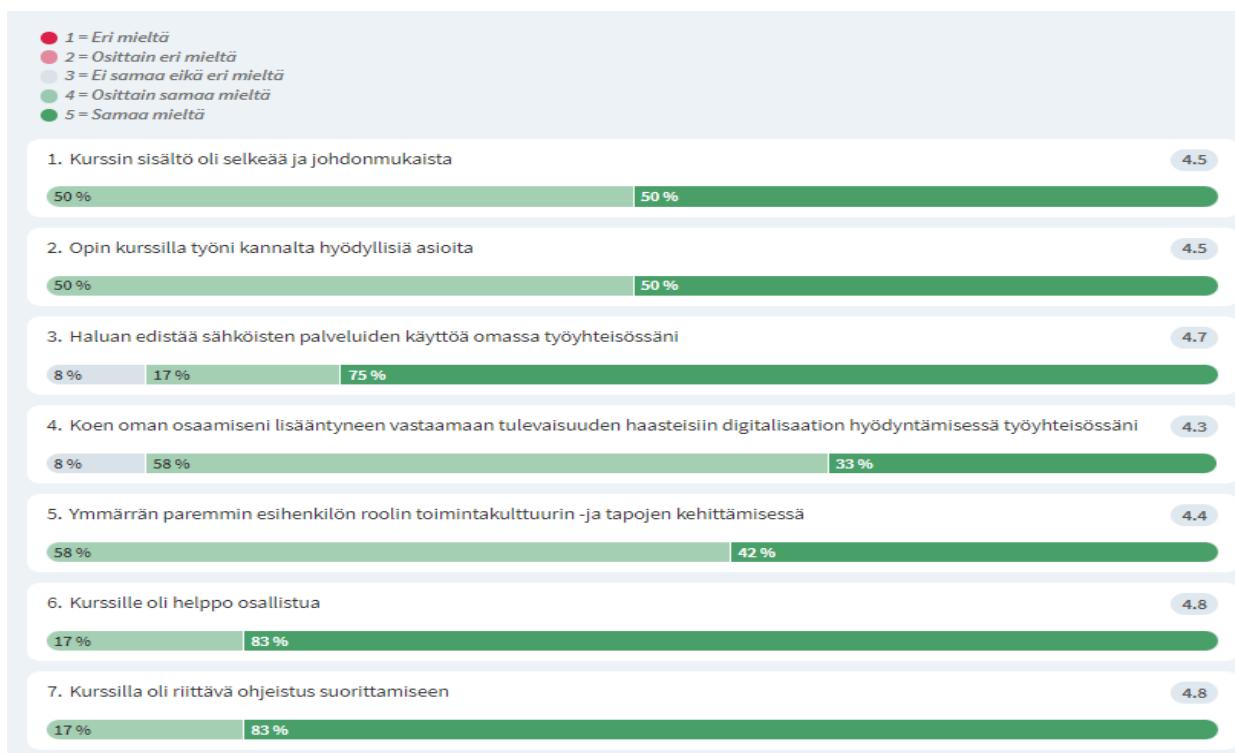 1 = Eri mieltä
2 = Osittain eri mieltä
3 = Ei samaa eikä eri mieltä
4 = Osittain samaa mieltä
5 = Samaa mieltä
1. Kurssin sisältö oli selkeää ja johdonmukaista 4.5
50 % 50 %
2. Opin kurssilla työni kannalta hyödyllisiä asioita 4.5
50 % 50 %
3. Haluan edistää sähköisten palveluiden käyttöä omassa työyhteisössäni 4.7
8 % 17 % 75 %
4. Koen oman osaamiseni lisääntyneen vastaamaan tulevaisuuden haasteisiin digitalisaation hyödyntämisessä työyhteisössäni 4.3
8 % 58 % 33 %
5. Ymmärrän paremmin esihenkilön roolin toimintakulttuurin -ja tapojen kehittämisessä 4.4
58 % 42 %
6. Kurssille oli helppo osallistua 4.8
17 % 83 %
7. Kurssilla oli riittävä ohjeistus suorittamiseen 4.8
17 % 83 %